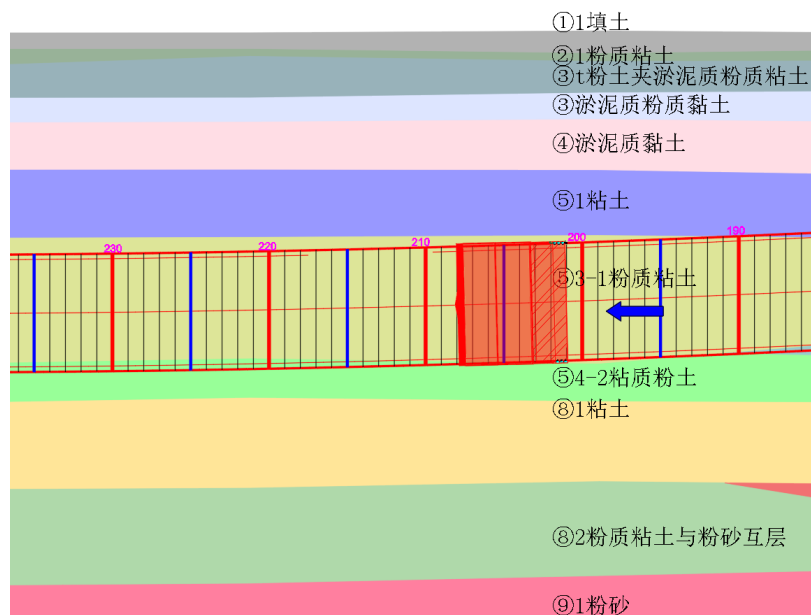 ①1填土
②1粉质粘土
③t粉土夹淤泥质粉质粘土
③淤泥质粉质黏土
④淤泥质黏土
⑤1粘土
230
220
210
200
190
⑤3-1粉质粘土
⑤4-2粘质粉土
⑧1粘土
⑧2粉质粘土与粉砂互层
⑨1粉砂